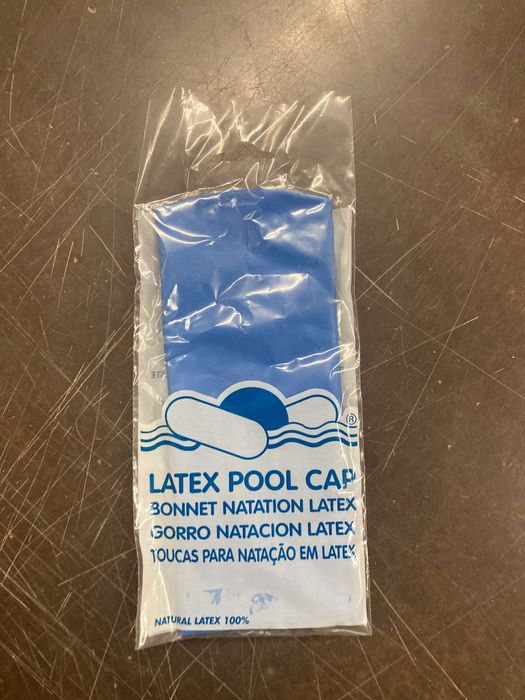 ®
LATEX POOL CAP
BONNET NATATION LATEX
GORRO NATACION LATEX
TOUCAS PARA NATAÇÃO EM LATEX
NATURAL LATEX 100%